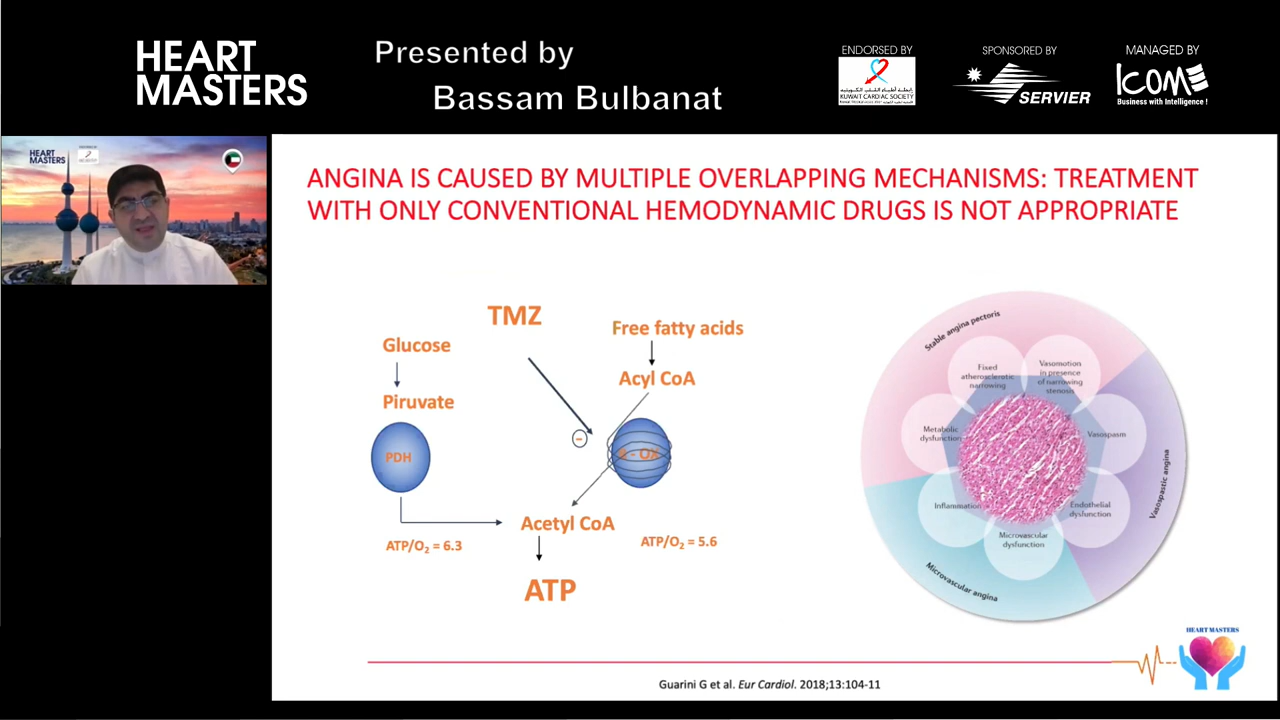 HEART
MASTERS
Presented by
Bassam Bulbanat
ENDORSED BY
KUWAIT CARDIAC SOCIETY
SPONSORED BY
SERVIER
MANAGED BY
ICOME
Business with Intelligence !
HEART
MASTERS
ANGINA IS CAUSED BY MULTIPLE OVERLAPPING MECHANISMS: TREATMENT
WITH ONLY CONVENTIONAL HEMODYNAMIC DRUGS IS NOT APPROPRIATE
TMZ
Glucose
Piruvate
PDH
Free fatty acids
Acyl CoA
−
Acetyl CoA
ATP/O₂ = 6.3
ATP/O₂ = 5.6
ATP
Stable angina pectoris
Fixed
atherosclerotic
narrowing
Vasomotion
in presence
of narrowing
stenosis
Metabolic
dysfunction
Vasospasm
Inflammation
Endothelial
dysfunction
Microvascular
dysfunction
Vasospastic angina
Microvascular angina
HEART MASTERS
Guarini G et al. Eur Cardiol. 2018;13:104-11